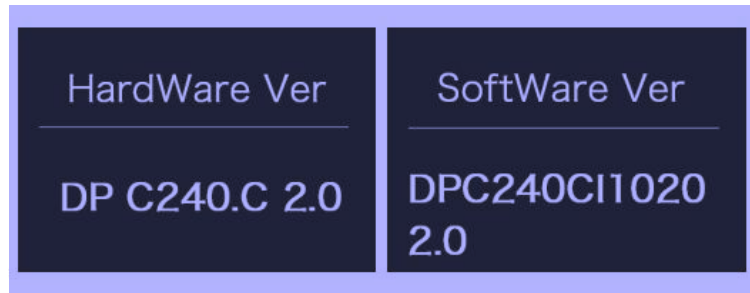 HardWare Ver
DP C240.C 2.0
SoftWare Ver
DPC240CI1020
2.0